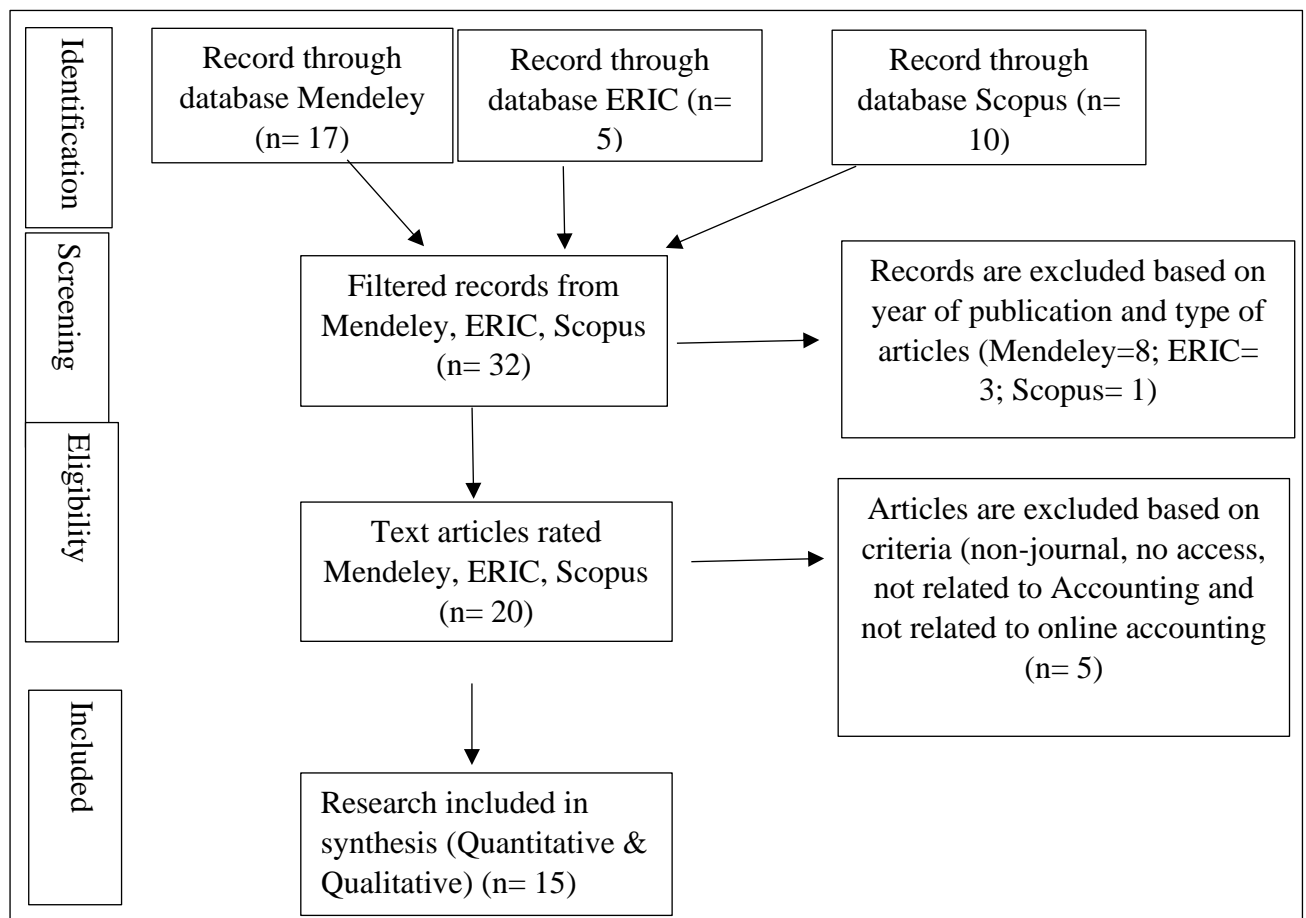 Identification
Record through
database Mendeley
(n= 17)
Record through
database ERIC (n=
5)
Record through
database Scopus (n=
10)
Screening
Filtered records from
Mendeley, ERIC, Scopus
(n= 32)
Records are excluded based on
year of publication and type of
articles (Mendeley=8; ERIC=
3; Scopus= 1)
Eligibility
Text articles rated
Mendeley, ERIC, Scopus
(n= 20)
Articles are excluded based on
criteria (non-journal, no access,
not related to Accounting and
not related to online accounting
(n= 5)
Included
Research included in
synthesis (Quantitative &
Qualitative) (n= 15)